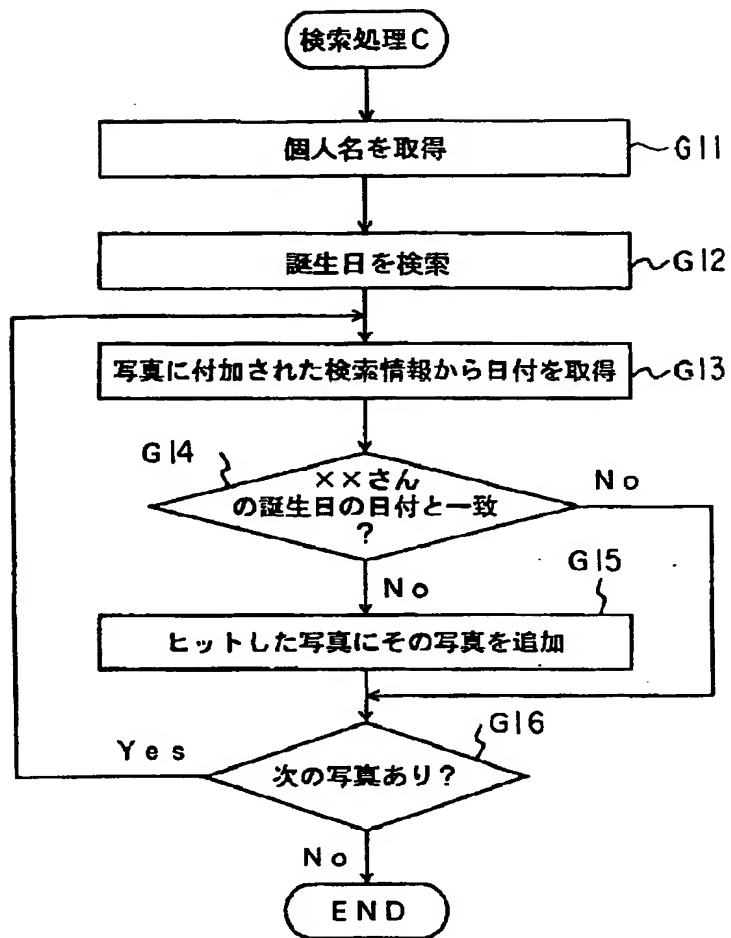 検索処理C
個人名を取得
G11
誕生日を検索
G12
写真に付加された検索情報から日付を取得
G13
G14
××さん
の誕生日の日付と一致
?
No
No
G15
ヒットした写真にその写真を追加
G16
Yes
次の写真あり?
No
END